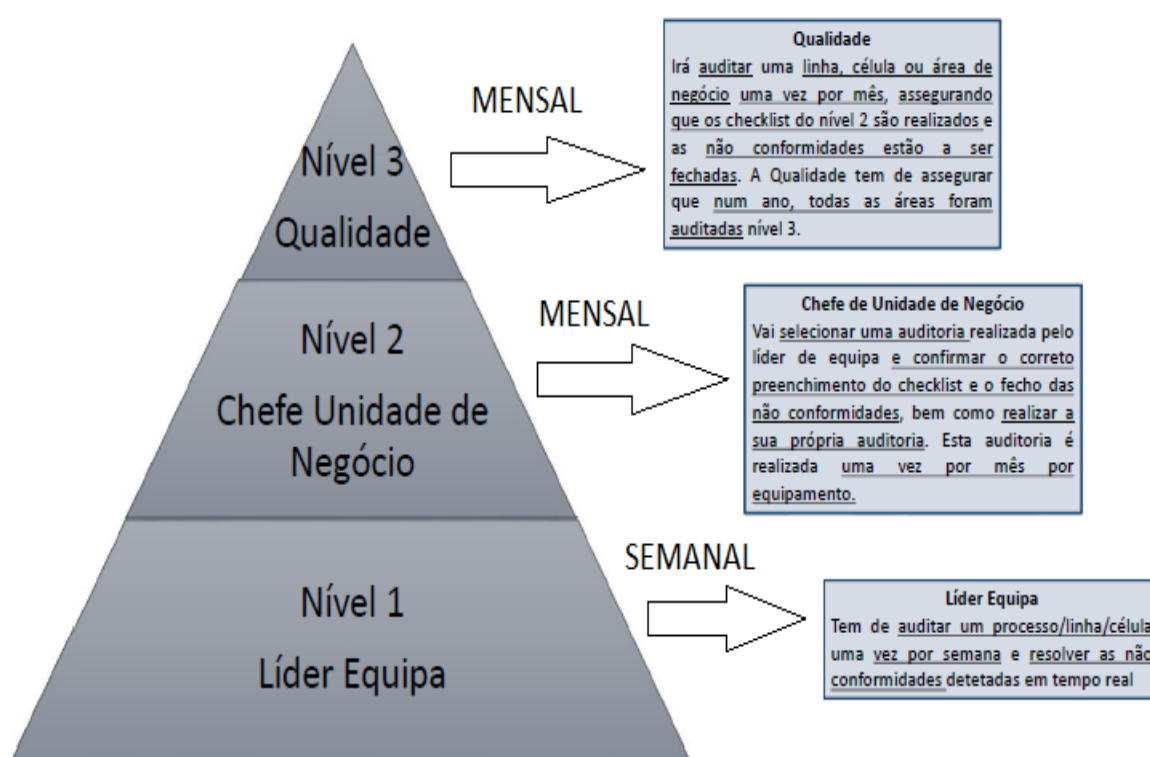 MENSAL
Nível 3
Qualidade
Qualidade
Irá auditar uma linha, célula ou área de
negócio uma vez por mês, assegurando
que os checklist do nível 2 são realizados e
as não conformidades estão a ser
fechadas. A Qualidade tem de assegurar
que num ano, todas as áreas foram
auditadas nível 3.
MENSAL
Nível 2
Chefe Unidade de
Negócio
Chefe de Unidade de Negócio
Vai selecionar uma auditoria realizada pelo
líder de equipa e confirmar o correto
preenchimento do checklist e o fecho das
não conformidades, bem como realizar a
sua própria auditoria. Esta auditoria é
realizada uma vez por mês por
equipamento.
SEMANAL
Nível 1
Líder Equipa
Líder Equipa
Tem de auditar um processo/linha/célula
uma vez por semana e resolver as não
conformidades detetadas em tempo real